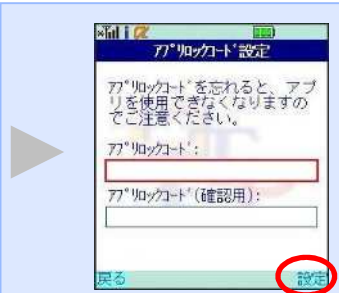 ｱﾌﾟﾘﾛｯｸｺｰﾄﾞ設定
ｱﾌﾟﾘﾛｯｸｺｰﾄﾞを忘れると、アプ
リを使用できなくなりますの
でご注意ください。
ｱﾌﾟﾘﾛｯｸｺｰﾄﾞ:
ｱﾌﾟﾘﾛｯｸｺｰﾄﾞ(確認用):
戻る 設定